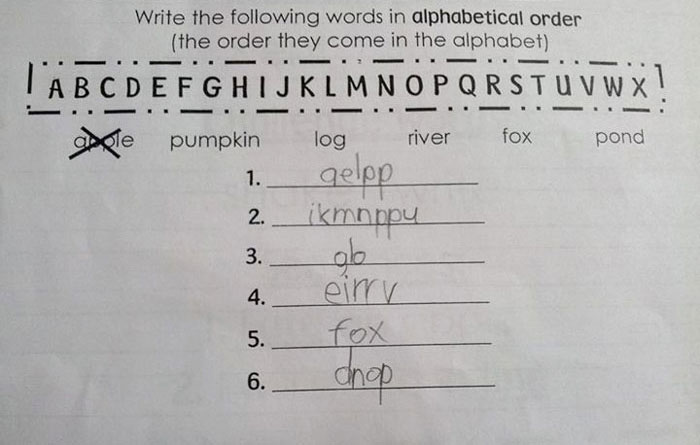 Write the following words in alphabetical order
(the order they come in the alphabet)
A B C D E F G H I J K L M N O P Q R S T U V W X
apple pumpkin log river fox pond
1. aelpp
2. ikmnppu
3. glo
4. eirrv
5. fox
6. dnop